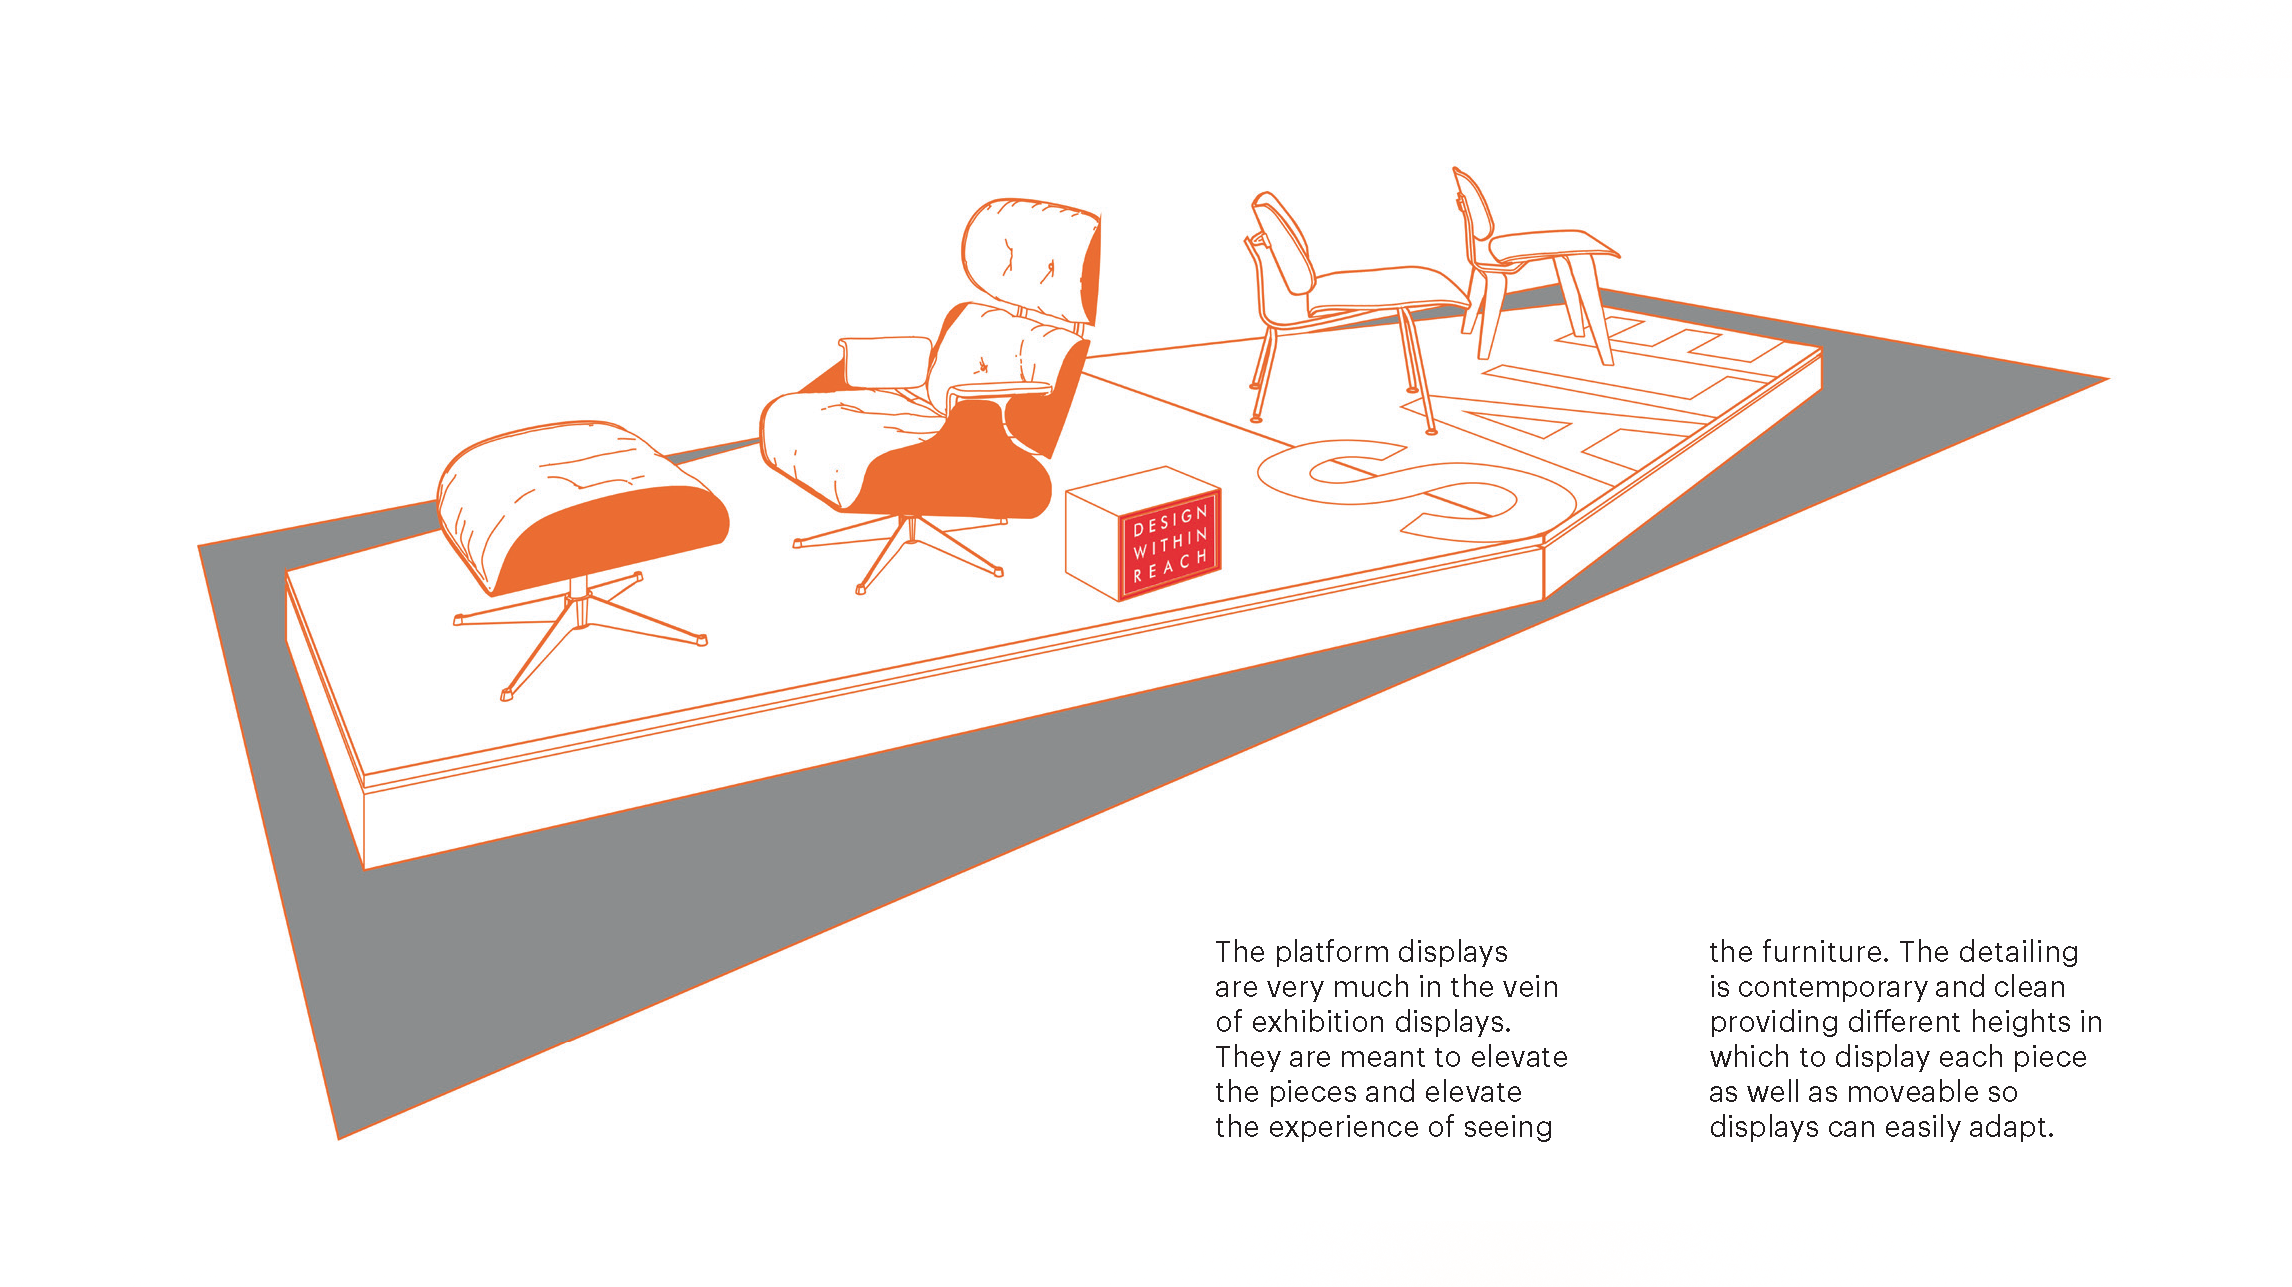 SALE
DESIGN
WITHIN
REACH
The platform displays
are very much in the vein
of exhibition displays.
They are meant to elevate
the pieces and elevate
the experience of seeing
the furniture. The detailing
is contemporary and clean
providing different heights in
which to display each piece
as well as moveable so
displays can easily adapt.